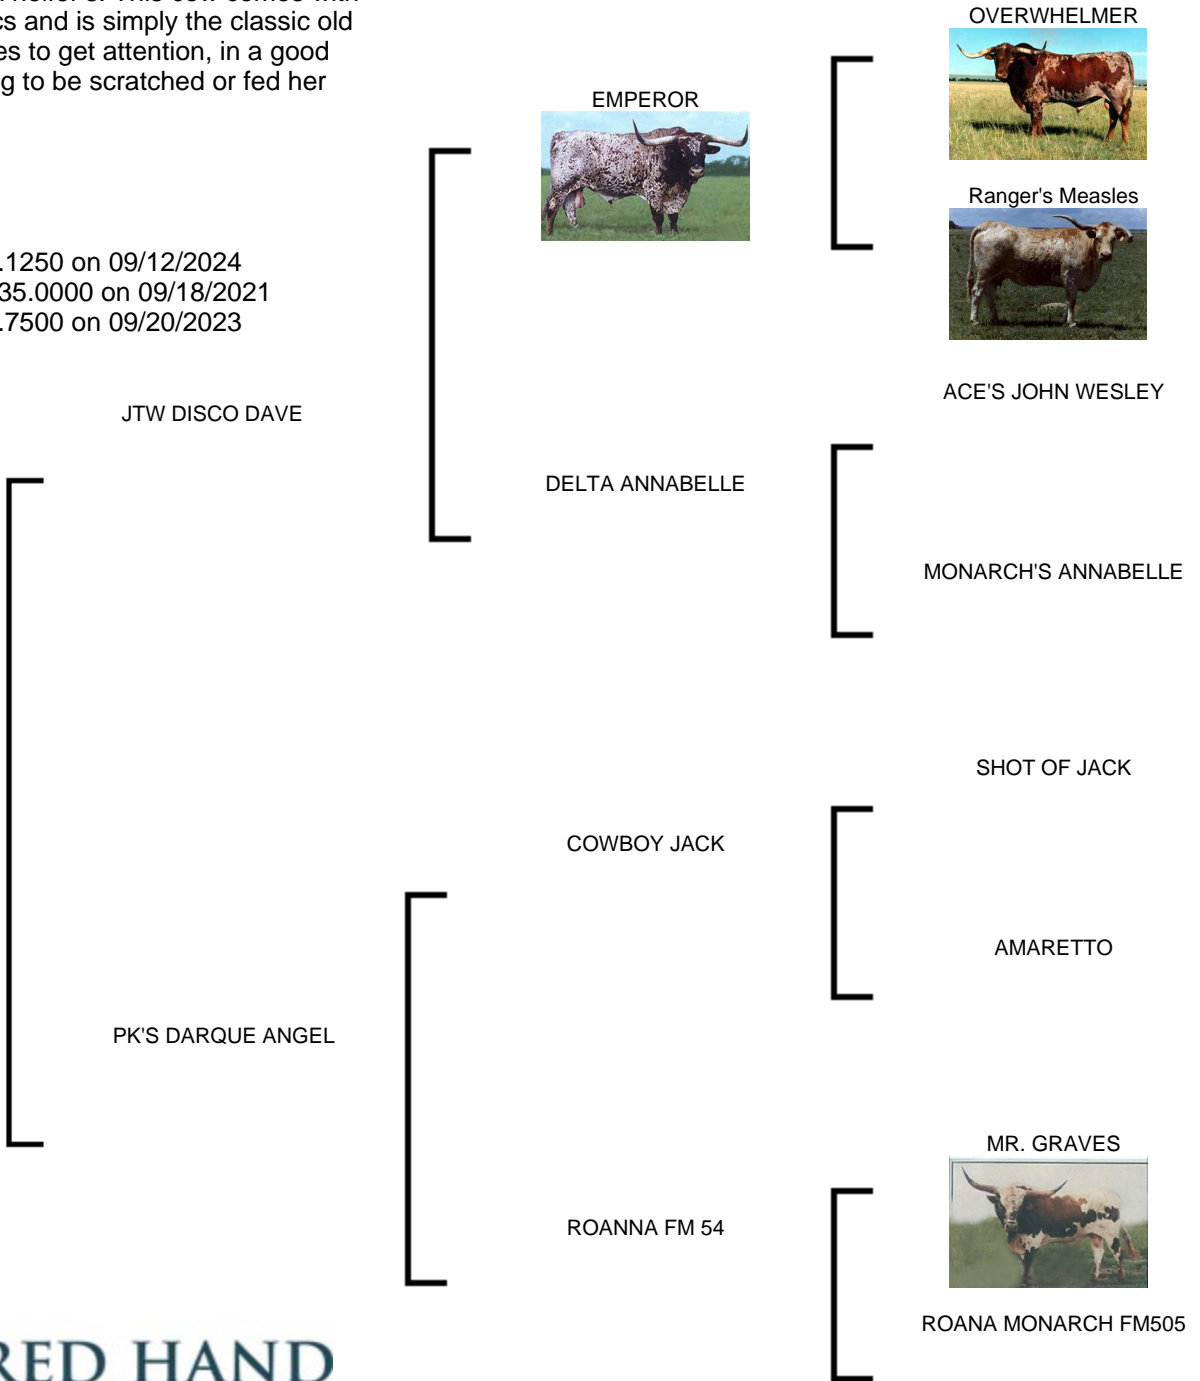 cs and is simply the classic old
es to get attention, in a good
g to be scratched or fed her
.1250 on 09/12/2024
35.0000 on 09/18/2021
.7500 on 09/20/2023
JTW DISCO DAVE
PK'S DARQUE ANGEL
EMPEROR
DELTA ANNABELLE
COWBOY JACK
ROANNA FM 54
OVERWHELMER
Ranger's Measles
ACE'S JOHN WESLEY
MONARCH'S ANNABELLE
SHOT OF JACK
AMARETTO
MR. GRAVES
ROANA MONARCH FM505
RED HAND